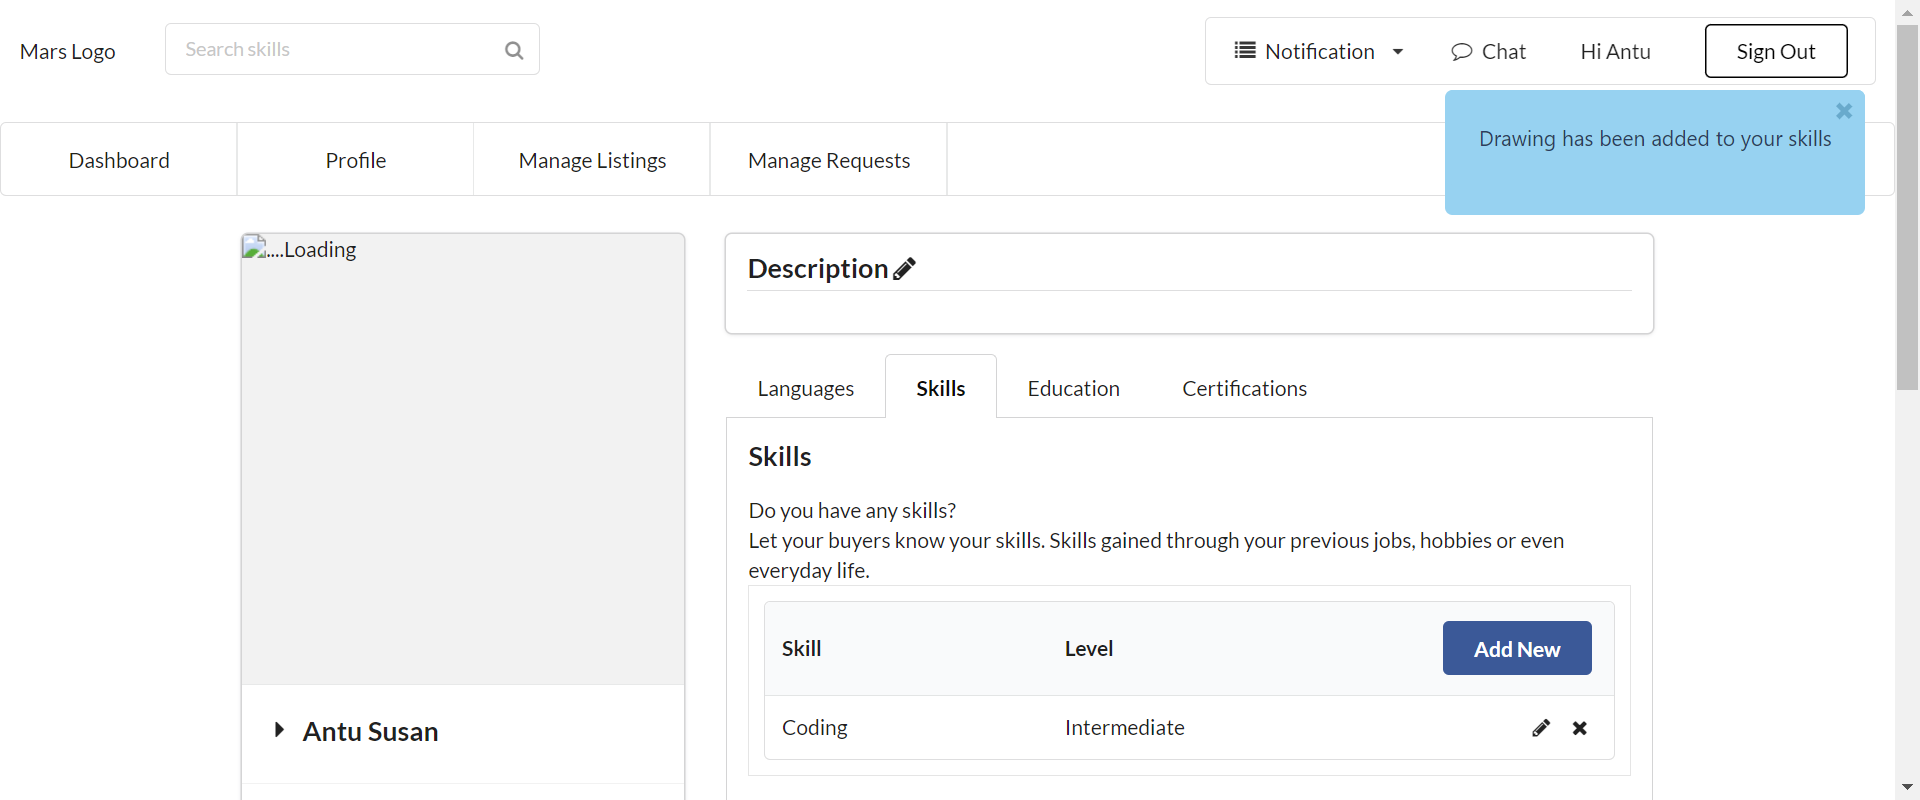 Mars Logo
Search skills
Notification
Chat
Hi Antu
Sign Out
Drawing has been added to your skills
Dashboard
Profile
Manage Listings
Manage Requests
....Loading
Description
Languages
Skills
Education
Certifications
Skills
Do you have any skills?
Let your buyers know your skills. Skills gained through your previous jobs, hobbies or even
everyday life.
Skill
Level
Add New
Coding
Intermediate
Antu Susan